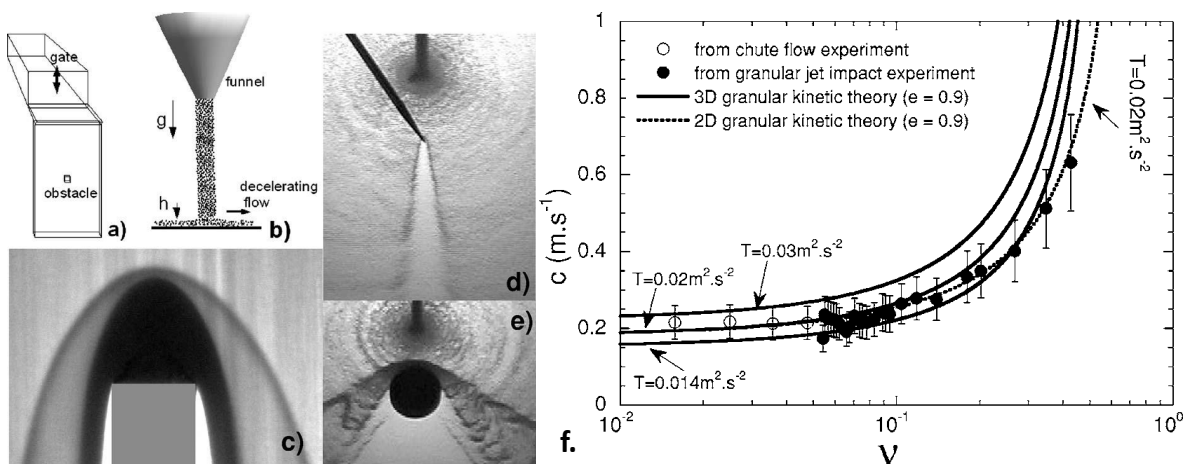 gate
obstacle
a)
funnel
g
h
decelerating
flow
b)
c)
d)
e)
f.
c (m.s⁻¹)
1
0.8
0.6
0.4
0.2
0
from chute flow experiment
from granular jet impact experiment
3D granular kinetic theory (e = 0.9)
2D granular kinetic theory (e = 0.9)
T=0.02m².s⁻²
T=0.03m².s⁻²
T=0.02m².s⁻²
T=0.014m².s⁻²
10⁻² 10⁻¹ 10⁰
ν